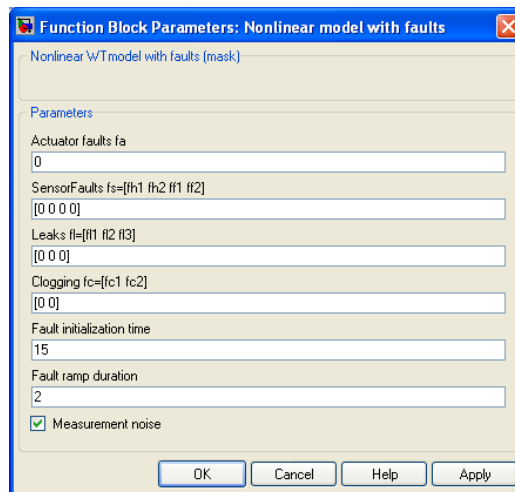 Function Block Parameters: Nonlinear model with faults
Nonlinear WTmodel with faults (mask)
Parameters
Actuator faults fa
0
SensorFaults fs=[fh1 fh2 ff1 ff2]
[0 0 0 0]
Leaks fl=[fl1 fl2 fl3]
[0 0 0]
Clogging fc=[fc1 fc2]
[0 0]
Fault initialization time
15
Fault ramp duration
2
Measurement noise
OK Cancel Help Apply